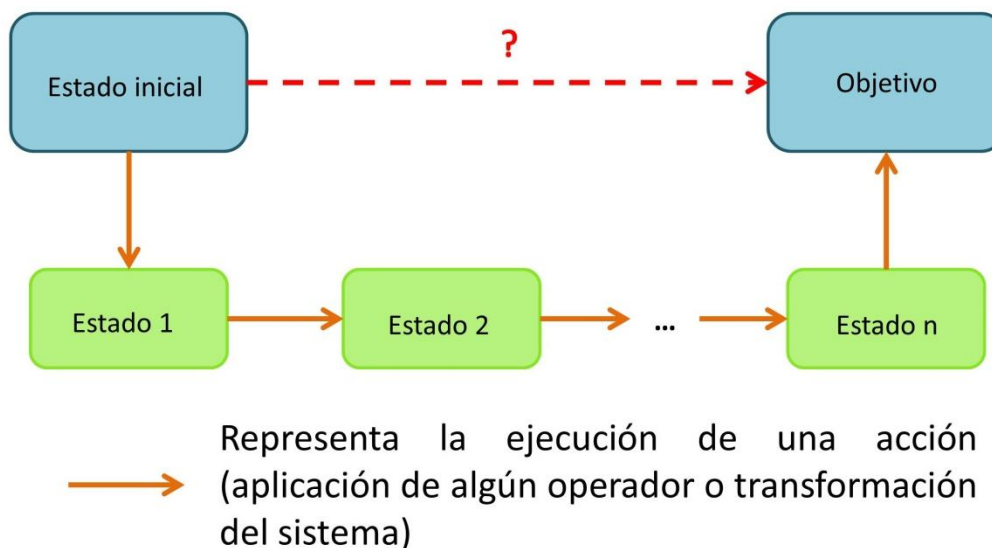 ?
Estado inicial
Objetivo
Estado 1
Estado 2
...
Estado n
Representa la ejecución de una acción
(aplicación de algún operador o transformación
del sistema)